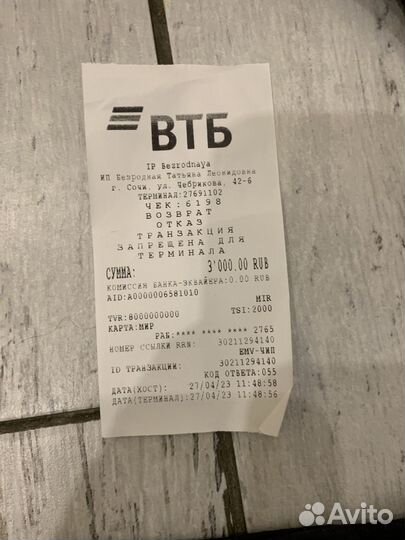 ВТБ
IP Bezrodnaya
ИП Безродная Татьяна Леонидовна
г. Сочи, ул. Чебрикова, 42-6
ТЕРМИНАЛ:27691102
ЧЕК:6198
ВОЗВРАТ
ОТКАЗ
ТРАНЗАКЦИЯ
ЗАПРЕЩЕНА ДЛЯ
ТЕРМИНАЛА
СУММА: 3'000.00 RUB
КОМИССИЯ БАНКА-ЭКВАЙЕРА:0.00 RUB
AID:A0000006581010
MIR
TVR:8000000000 TSI:2000
КАРТА:МИР
PAN:**** **** **** 2765
НОМЕР ССЫЛКИ RRN: 30211294140
EMV-ЧИП
ID ТРАНЗАКЦИИ: 30211294140
КОД ОТВЕТА:055
ДАТА(ХОСТ): 27/04/23 11:48:58
ДАТА(ТЕРМИНАЛ):27/04/23 11:48:56
Avito